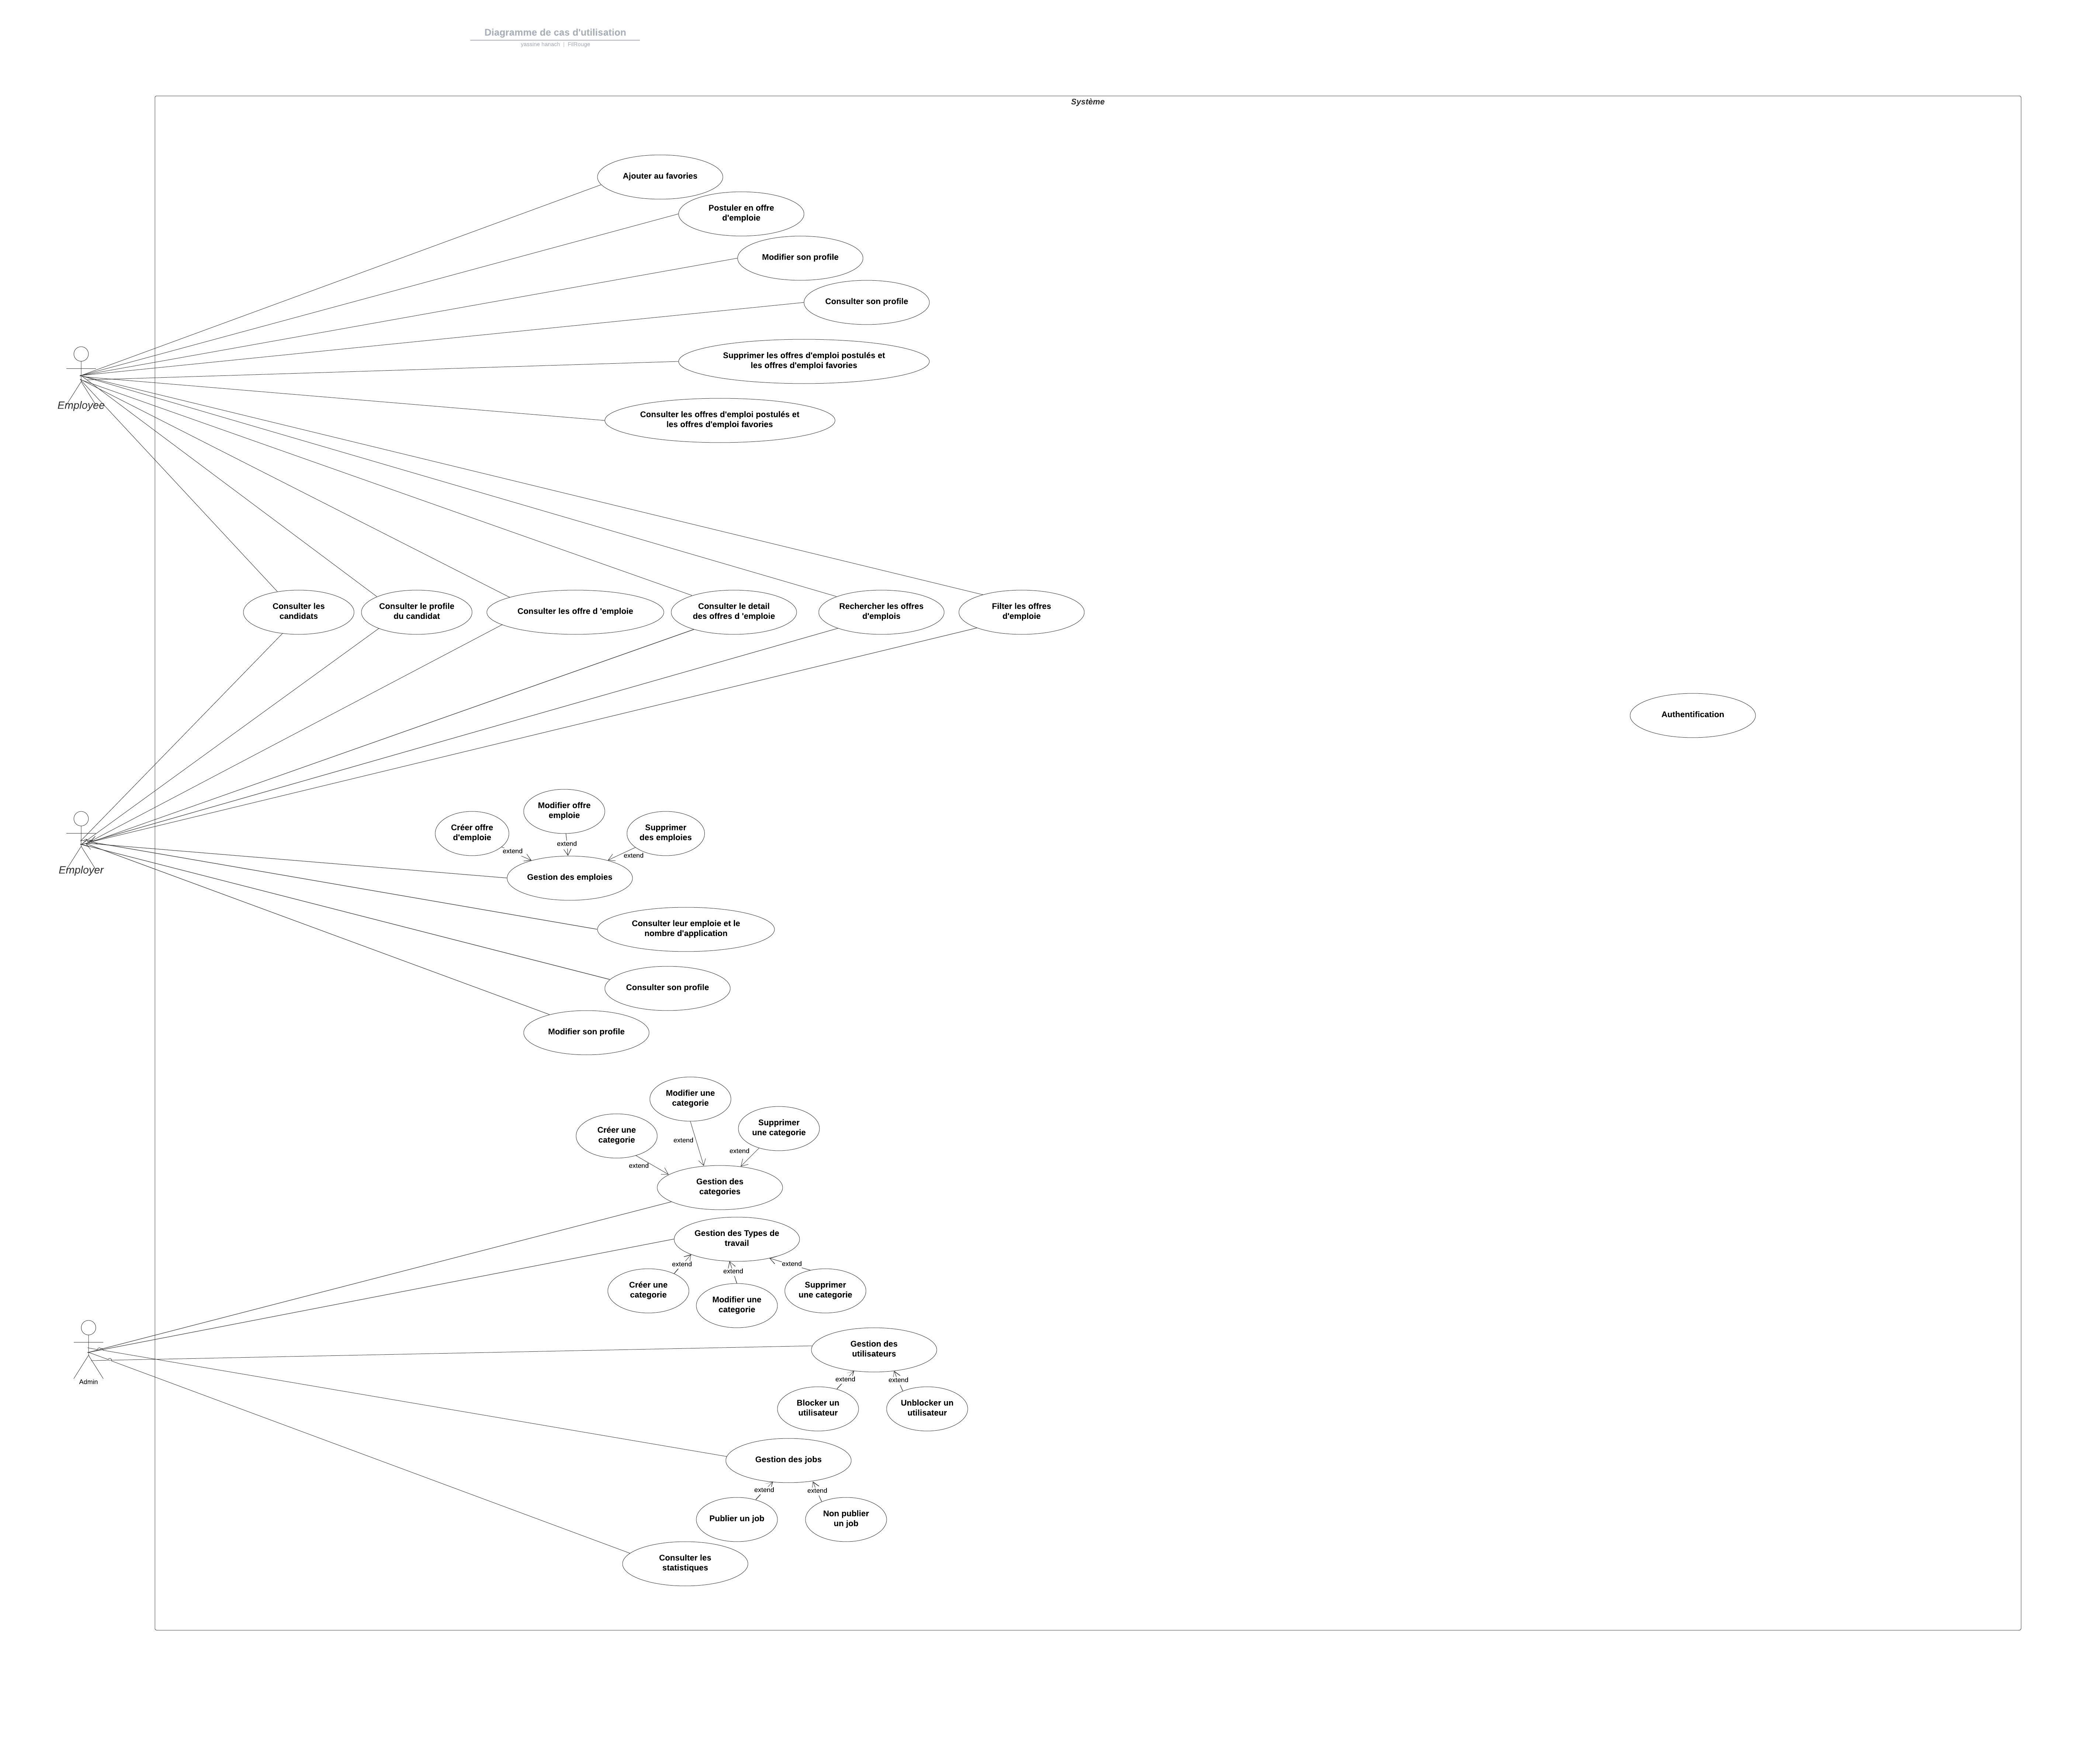 Diagramme de cas d'utilisation
yassine hanach | FilRouge
Système
Ajouter au favories
Postuler en offre
d'emploie
Modifier son profile
Consulter son profile
Supprimer les offres d'emploi postulés et
les offres d'emploi favories
Employee
Consulter les offres d'emploi postulés et
les offres d'emploi favories
Consulter les
candidats
Consulter le profile
du candidat
Consulter les offre d 'emploie
Consulter le detail
des offres d 'emploie
Rechercher les offres
d'emplois
Filter les offres
d'emploie
Authentification
Créer offre
d'emploie
Modifier offre
emploie
Supprimer
des emploies
extend
extend
extend
Employer
Gestion des emploies
Consulter leur emploie et le
nombre d'application
Consulter son profile
Modifier son profile
Modifier une
categorie
Créer une
categorie
Supprimer
une categorie
extend
extend
extend
Gestion des
categories
Gestion des Types de
travail
extend
extend
extend
Créer une
categorie
Modifier une
categorie
Supprimer
une categorie
Admin
Gestion des
utilisateurs
extend
extend
Blocker un
utilisateur
Unblocker un
utilisateur
Gestion des jobs
extend
extend
Publier un job
Non publier
un job
Consulter les
statistiques